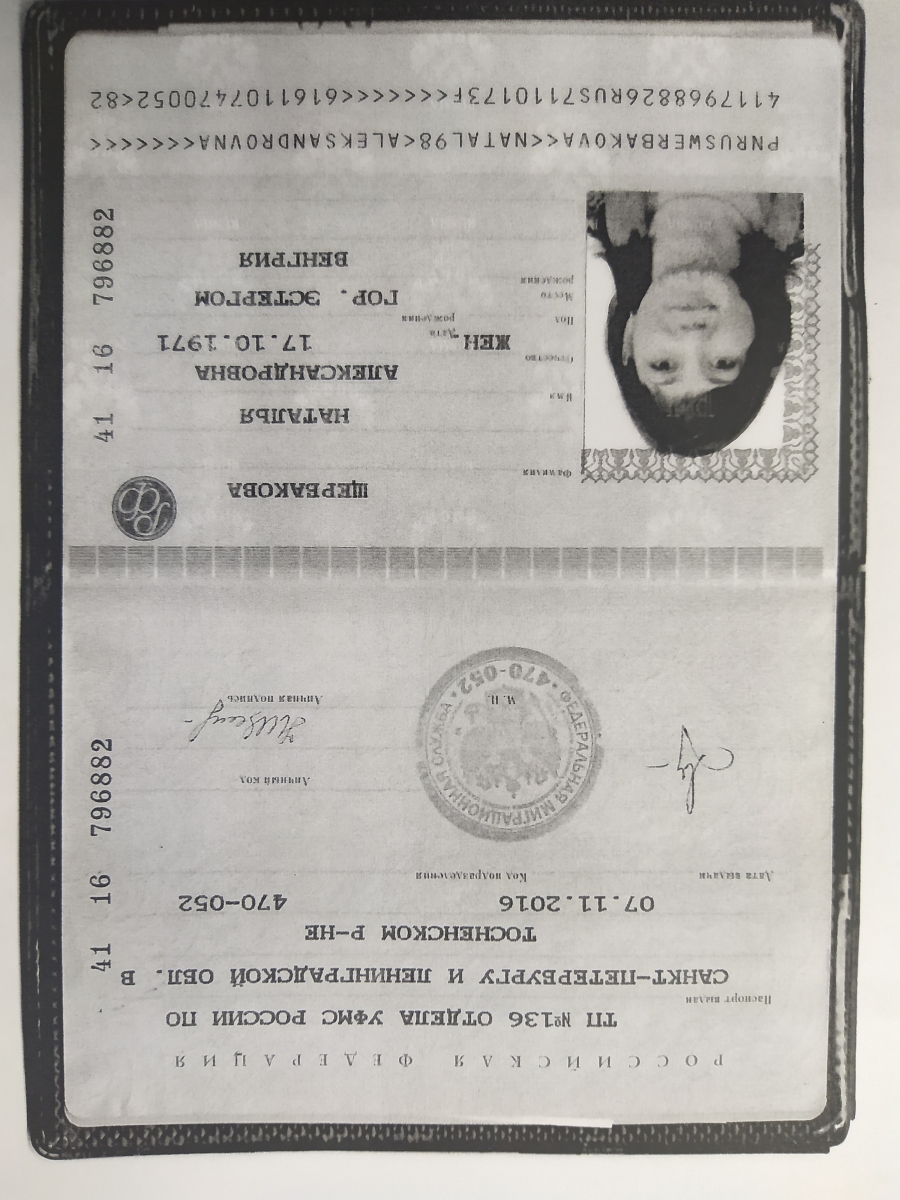 РОССИЙСКАЯ ФЕДЕРАЦИЯ
Паспорт выдан
ТП №136 ОТДЕЛА УФМС РОССИИ ПО
САНКТ-ПЕТЕРБУРГУ И ЛЕНИНГРАДСКОЙ ОБЛ. В
ТОСНЕНСКОМ Р-НЕ
Дата выдачи 07.11.2016 Код подразделения 470-052
Личный код
Личная подпись
М. П.
ФЕДЕРАЛЬНАЯ МИГРАЦИОННАЯ СЛУЖБА
470-052
41 16 796882
РФ
Фамилия ЩЕРБАКОВА
Имя НАТАЛЬЯ
Отчество АЛЕКСАНДРОВНА
Пол ЖЕН. Дата рождения 17.10.1971
Место рождения ГОР. ЭСТЕРГОМ
ВЕНГРИЯ
41 16 796882
PNRUSWERBAKOVA<<NATAL98<ALEKSANDROVNA<<<<<<<
4117968826RUS7110173F<<<<<<<6161107470052<82